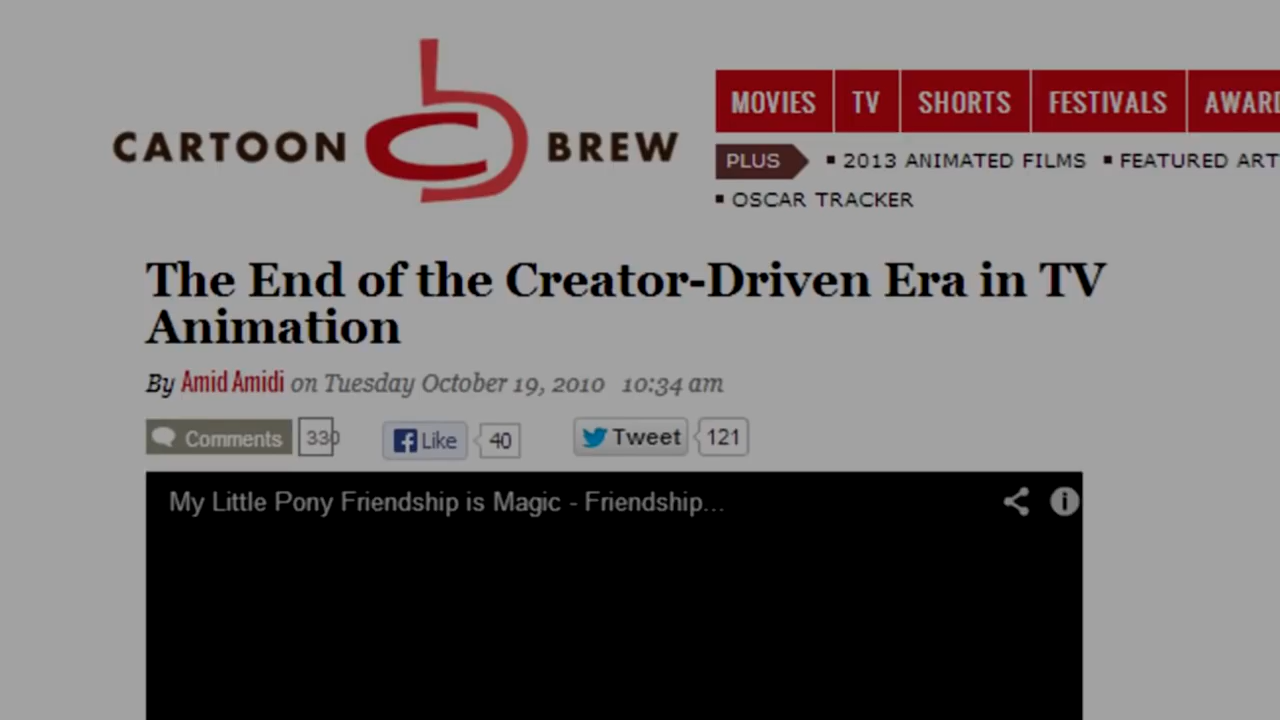 CARTOON BREW
MOVIES TV SHORTS FESTIVALS AWARD
PLUS ▪ 2013 ANIMATED FILMS ▪ FEATURED ART
▪ OSCAR TRACKER
The End of the Creator-Driven Era in TV
Animation
By Amid Amidi on Tuesday October 19, 2010 10:34 am
Comments 330 Like 40 Tweet 121
My Little Pony Friendship is Magic - Friendship...